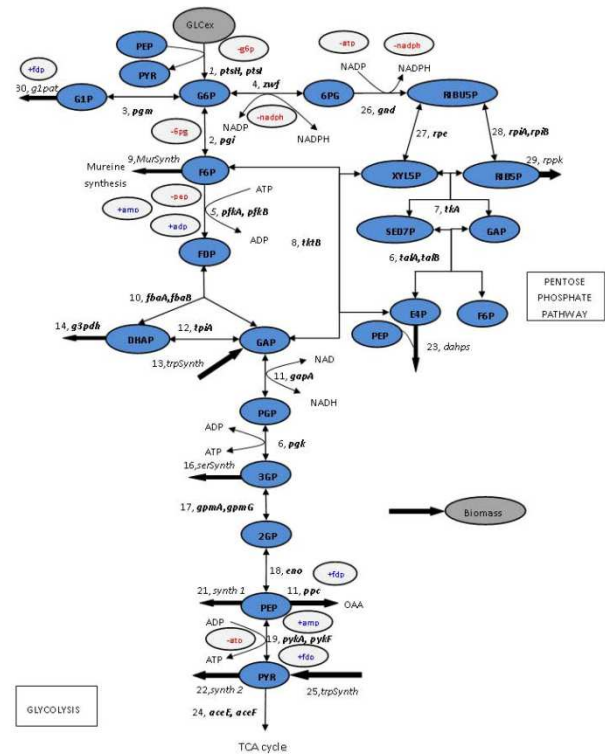 GLCex
PEP
-g6p
PYR
1, ptsH, ptsI
-atp
-nadph
NADP
NADPH
+fdp
30, g1pat
4, zwf
G1P
G6P
6PG
RIBU5P
3, pgm
26, gnd
NADP
-nadph
NADPH
-6pg
2, pgi
27, rpe
28, rpiA,rpiB
29, rppk
9,MurSynth
Mureine
synthesis
F6P
XYL5P
RIB5P
-pep
ATP
+amp
5, pfkA, pfkB
+adp
7, tkA
ADP
8, tktB
SED7P
GAP
FDP
6, talA,talB
10, fbaA,fbaB
PENTOSE
PHOSPHATE
PATHWAY
14, g3pdh
12, tpiA
E4P
F6P
DHAP
GAP
PEP
23, dahps
13,trpSynth
NAD
11, gapA
NADH
PGP
ADP
ATP
6, pgk
16,serSynth
3GP
17, gpmA,gpmG
Biomass
2GP
18, eno
+fdp
21, synth 1
11, ppc
PEP
OAA
ADP
+amp
-atp
19, pykA, pykF
ATP
+fdp
PYR
22,synth 2
25,trpSynth
GLYCOLYSIS
24, aceE, aceF
TCA cycle